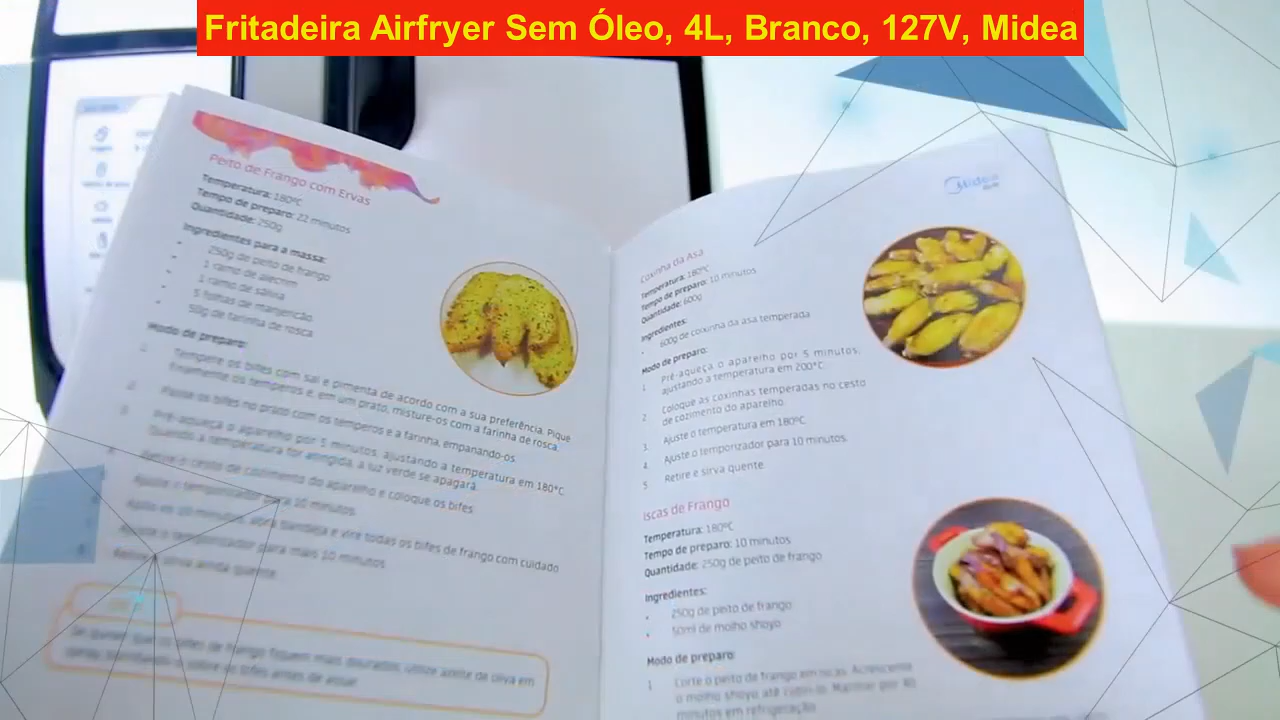 Fritadeira Airfryer Sem Óleo, 4L, Branco, 127V, Midea
Peito de Frango com Ervas
Temperatura: 180ºC
Tempo de preparo: 22 minutos
Quantidade: 250g
Ingredientes para a massa:
250g de peito de frango
1 ramo de alecrim
1 ramo de sálvia
5 folhas de manjericão
50g de farinha de rosca
Modo de preparo:
Tempere os bifes com sal e pimenta de acordo com a sua preferência. Pique
finamente os temperos e, em um prato, misture-os com a farinha de rosca.
Passe os bifes no prato com os temperos e a farinha, empanando-os.
Pré-aqueça o aparelho por 5 minutos, ajustando a temperatura em 180°C
Quando a temperatura for atingida, a luz verde se apagará.
Retire o cesto de cozimento do aparelho e coloque os bifes.
Ajuste o temporizador para 10 minutos.
Após os 10 minutos, abra bandeja e vire todas os bifes de frango com cuidado
Ajuste o temporizador para mais 10 minutos
Retire e sirva ainda quente.
Midea
Coxinha da Asa
Temperatura: 180ºC
Tempo de preparo: 10 minutos
Quantidade: 600g
Ingredientes:
600g de coxinha da asa temperada
Modo de preparo:
1 Pré-aqueça o aparelho por 5 minutos,
ajustando a temperatura em 200°C
2 Coloque as coxinhas temperadas no cesto
de cozimento do aparelho.
3. Ajuste o temperatura em 180ºC
4. Ajuste o temporizador para 10 minutos.
5 Retire e sirva quente.
Iscas de Frango
Temperatura: 180ºC
Tempo de preparo: 10 minutos
Quantidade: 250g de peito de frango
Ingredientes:
250g de peito de frango
50ml de molho shoyo
Modo de preparo:
1 Corte o peito de frango em iscas. Acrescente
o molho shoyo até cobri-lo. Marinar por
minutos em refrigeração.